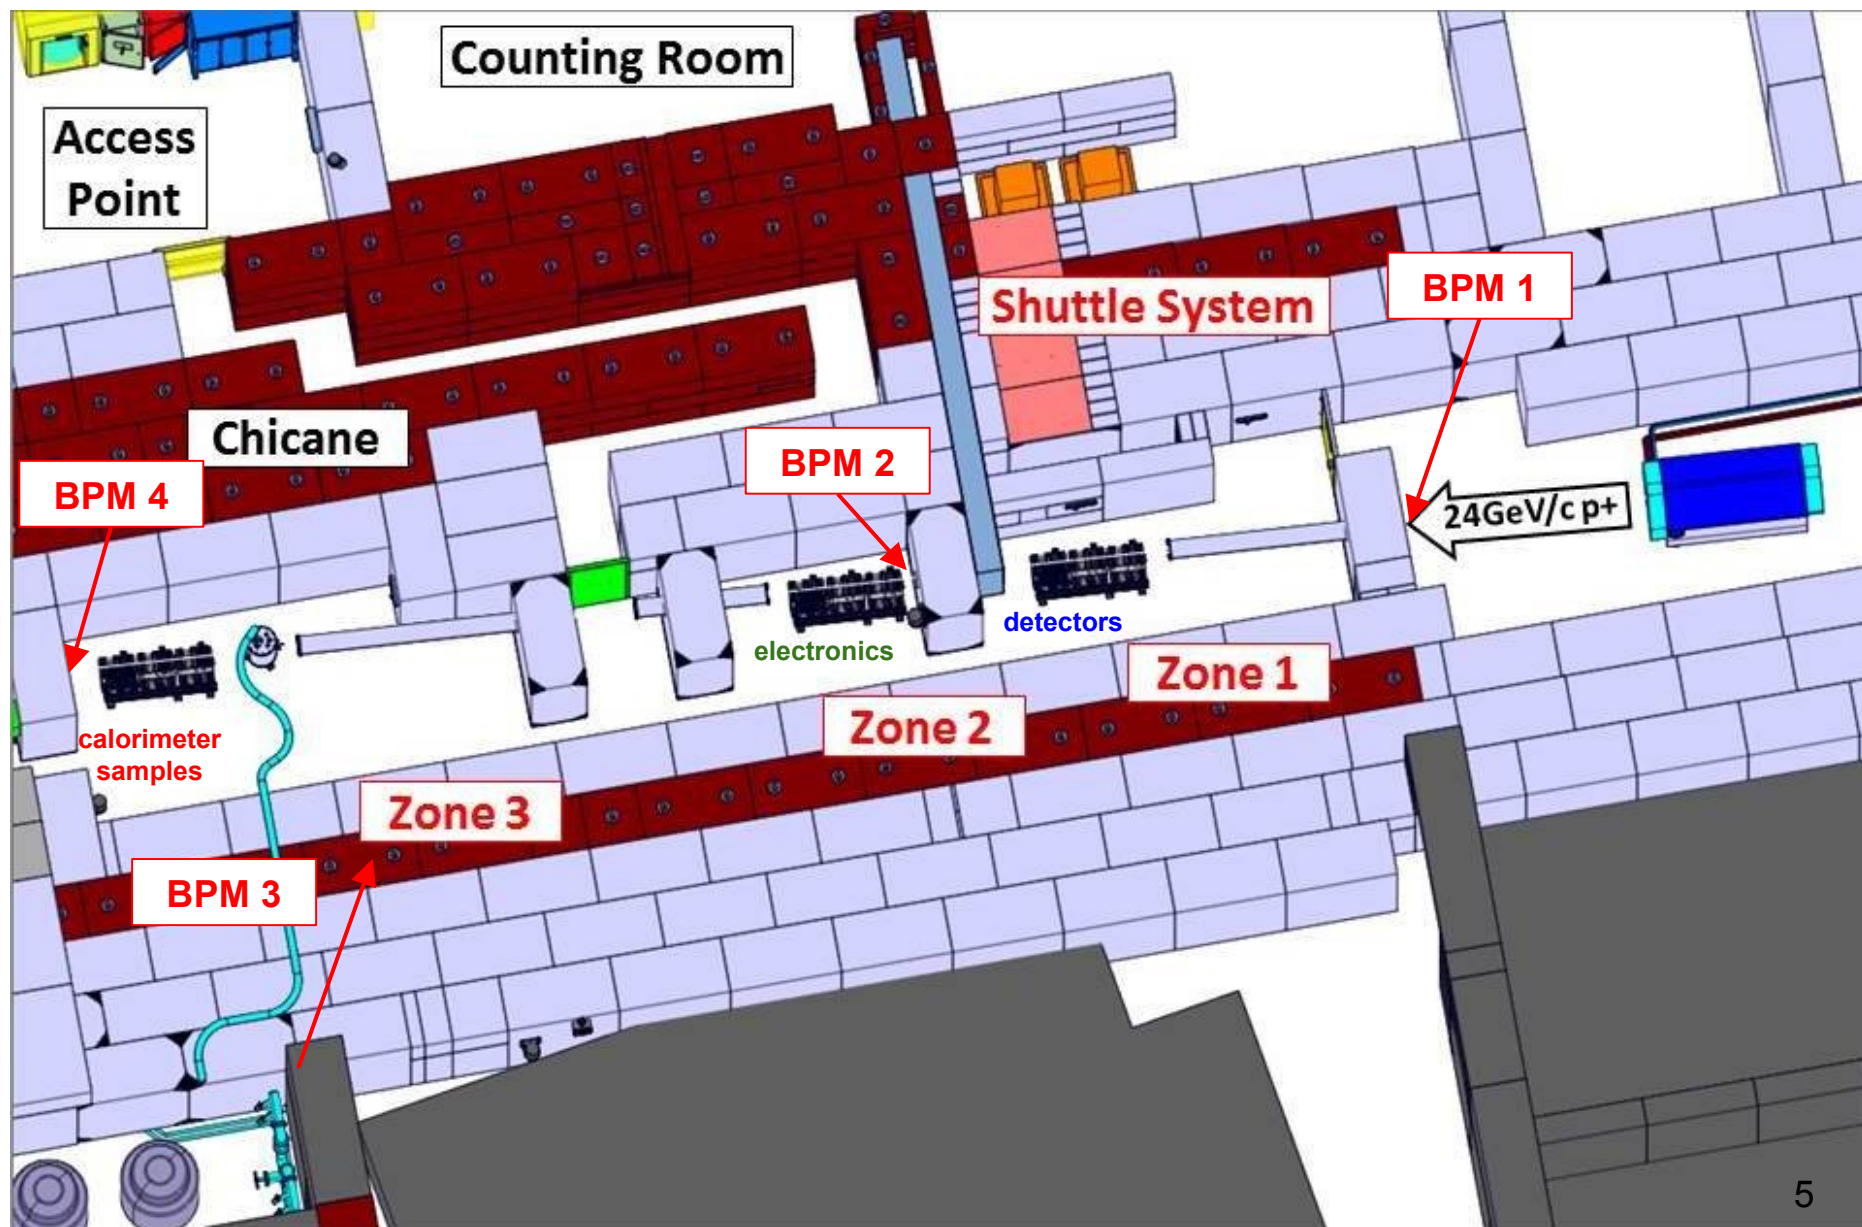 Counting Room
Access
Point
Shuttle System
BPM 1
Chicane
BPM 2
BPM 4
24GeV/c p+
detectors
electronics
Zone 1
Zone 2
calorimeter
samples
Zone 3
BPM 3
5